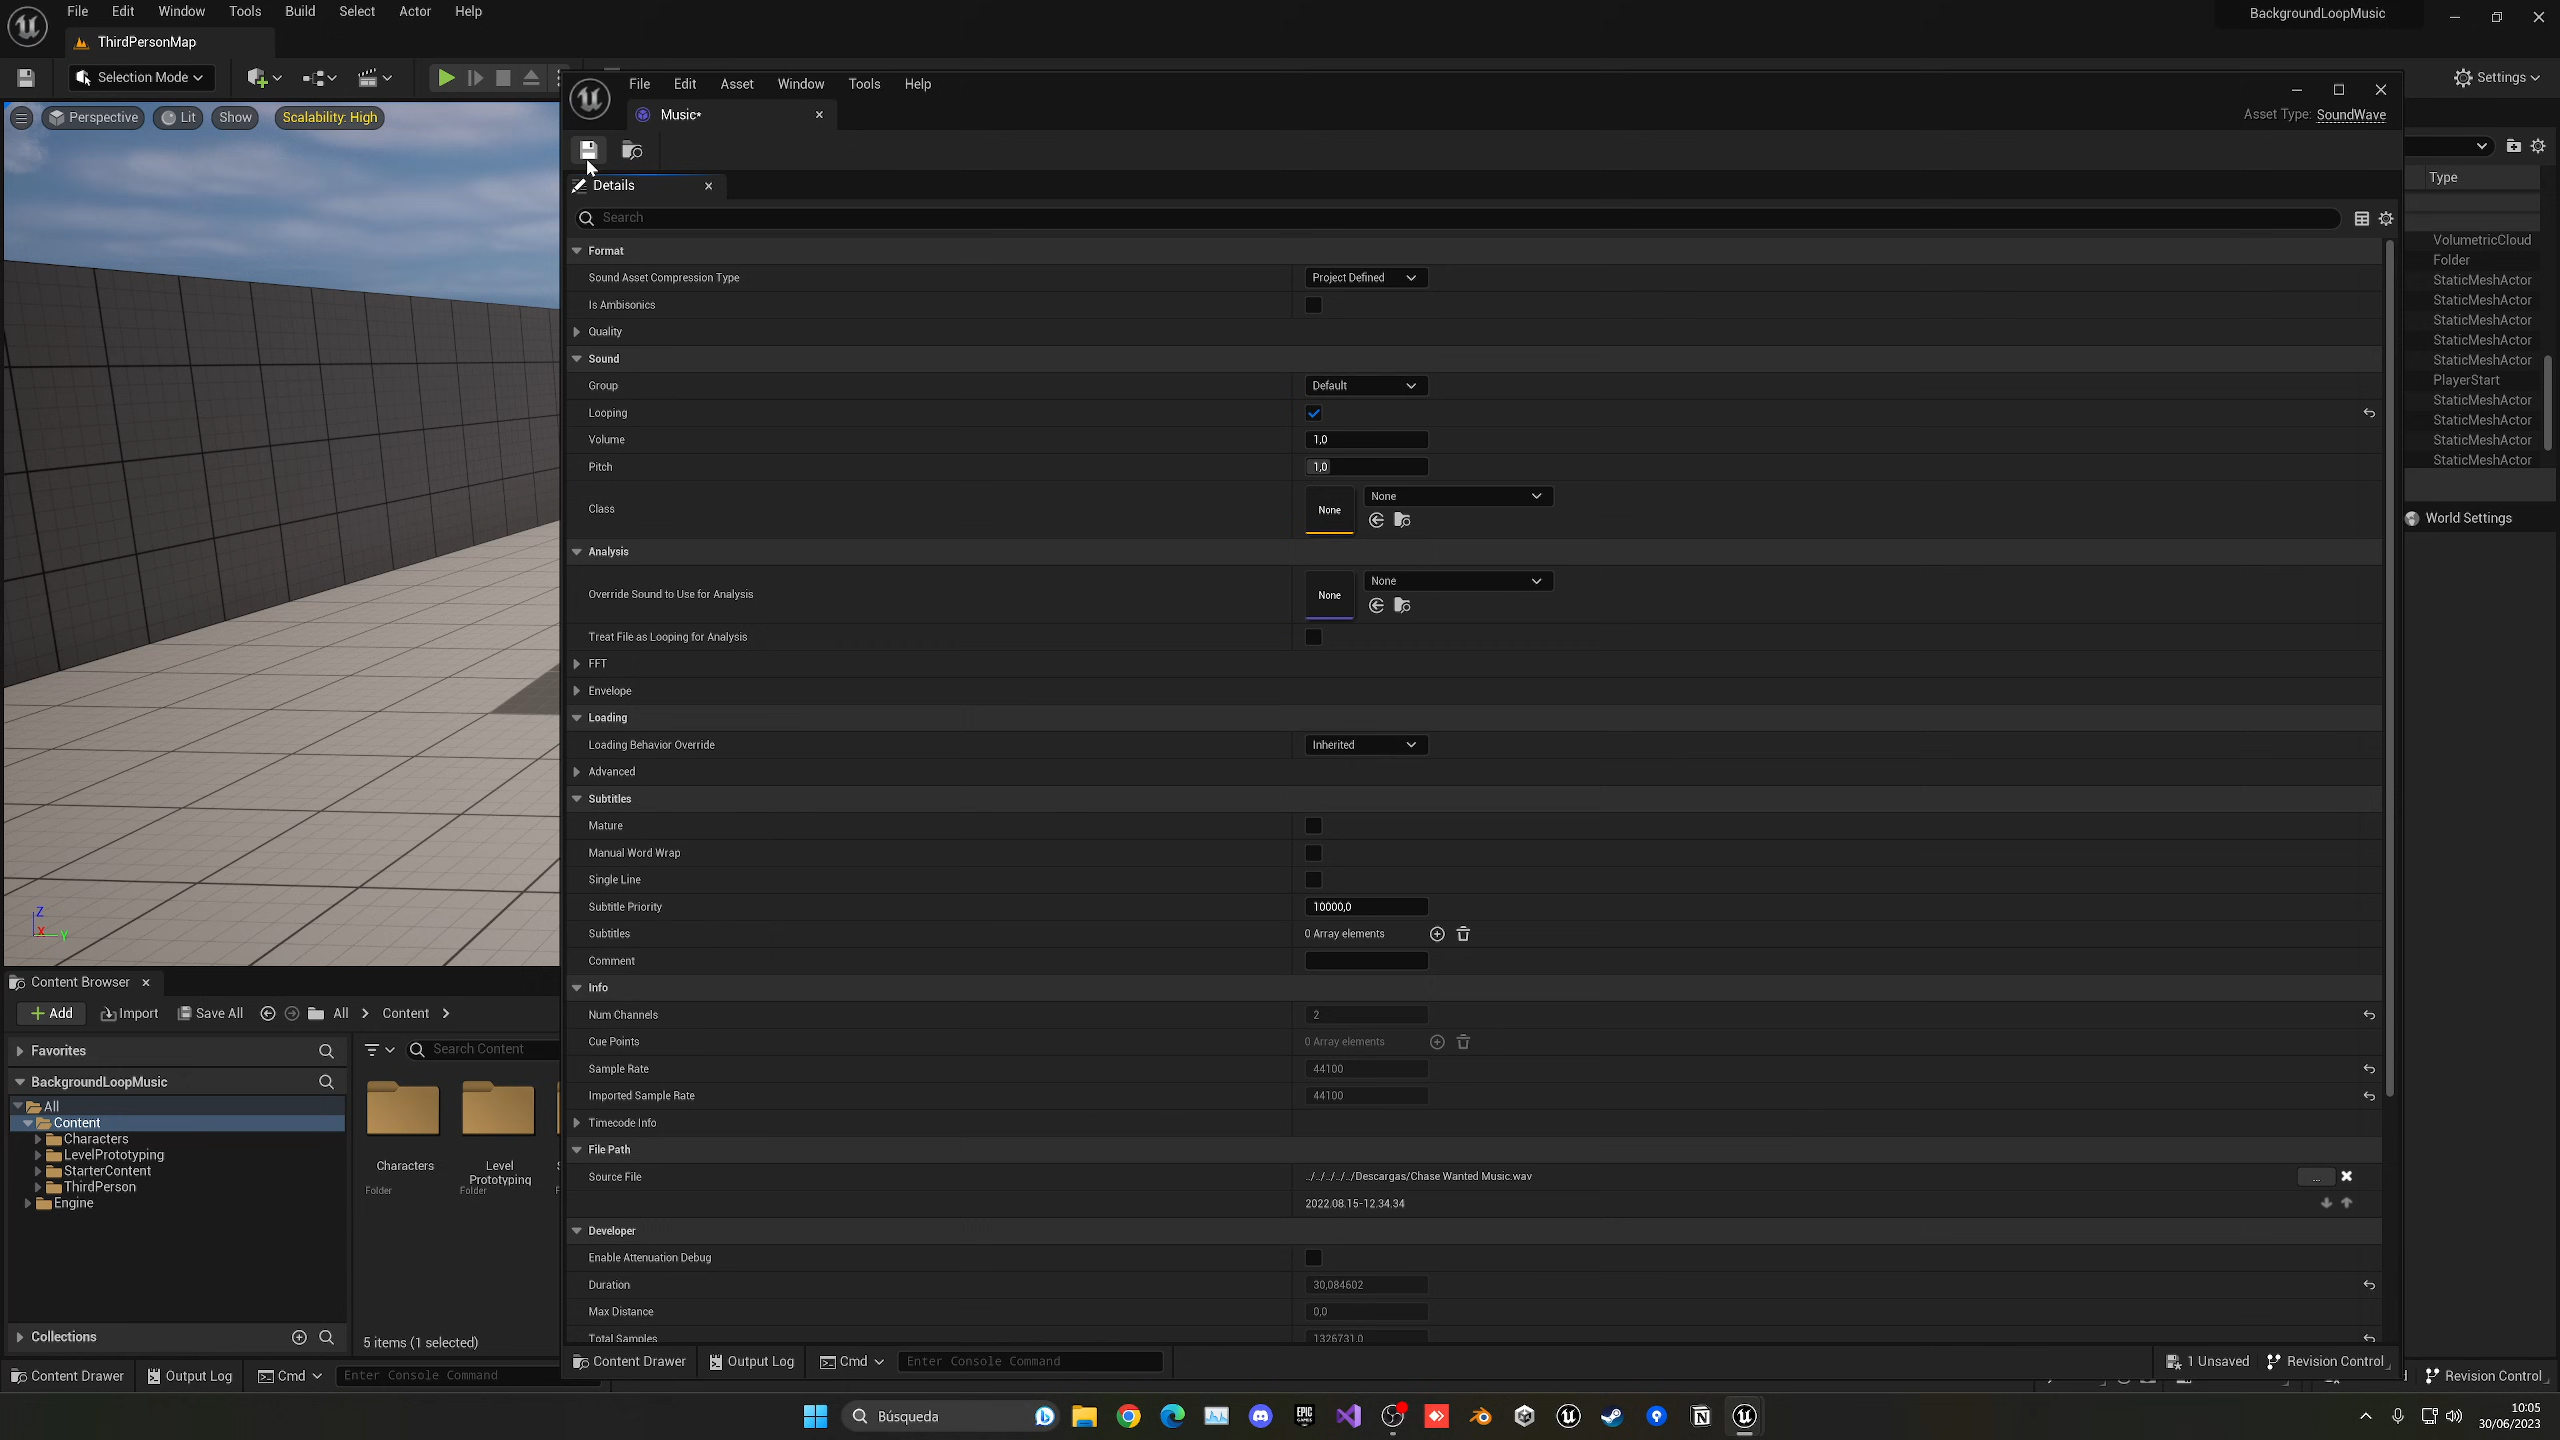 File Edit Window Tools Build Select Actor Help
BackgroundLoopMusic
ThirdPersonMap
Selection Mode
Settings
File Edit Asset Window Tools Help
Music*
Asset Type: SoundWave
Perspective Lit Show Scalability: High
Details
Search
Type
VolumetricCloud
Folder
StaticMeshActor
StaticMeshActor
StaticMeshActor
StaticMeshActor
StaticMeshActor
PlayerStart
StaticMeshActor
StaticMeshActor
StaticMeshActor
StaticMeshActor
World Settings
Format
Sound Asset Compression Type Project Defined
Is Ambisonics
Quality
Sound
Group Default
Looping
Volume 1,0
Pitch 1,0
Class None None
Analysis
Override Sound to Use for Analysis None None
Treat File as Looping for Analysis
FFT
Envelope
Loading
Loading Behavior Override Inherited
Advanced
Subtitles
Mature
Manual Word Wrap
Single Line
Subtitle Priority 10000,0
Subtitles 0 Array elements
Comment
Info
Num Channels 2
Cue Points 0 Array elements
Sample Rate 44100
Imported Sample Rate 44100
Timecode Info
File Path
Source File ../../../../../Descargas/Chase Wanted Music.wav ...
2022.08.15-12.34.34
Developer
Enable Attenuation Debug
Duration 30,084602
Max Distance 0,0
Total Samples 1326731,0
Z
X Y
Content Browser
Add Import Save All All Content
Favorites
Search Content
BackgroundLoopMusic
All
Content
Characters
LevelPrototyping
StarterContent
ThirdPerson
Engine
Characters
Folder
Level
Prototyping
Folder
Collections
5 items (1 selected)
Content Drawer Output Log Cmd Enter Console Command
1 Unsaved Revision Control
Content Drawer Output Log Cmd Enter Console Command
Revision Control
Búsqueda
EPIC GAMES
10:05
30/06/2023